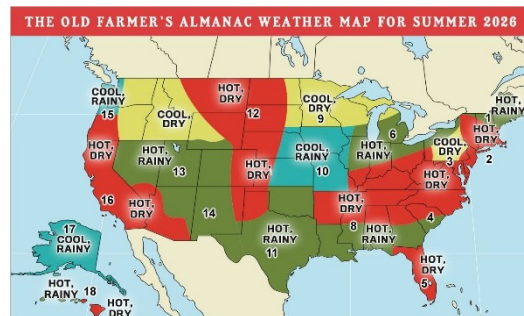 THE OLD FARMER'S ALMANAC WEATHER MAP FOR SUMMER 2026
COOL,
RAINY
15
COOL,
DRY
HOT,
DRY
12
COOL,
DRY
9
6
HOT,
RAINY
1
HOT,
DRY
2
COOL,
DRY
3
HOT,
DRY
HOT,
RAINY
13
HOT,
DRY
COOL,
RAINY
10
HOT,
RAINY
HOT,
DRY
16
HOT,
DRY
14
HOT,
DRY
8
4
HOT,
RAINY
11
HOT,
RAINY
HOT,
DRY
5
17
COOL,
RAINY
HOT,
RAINY
18
HOT,
DRY